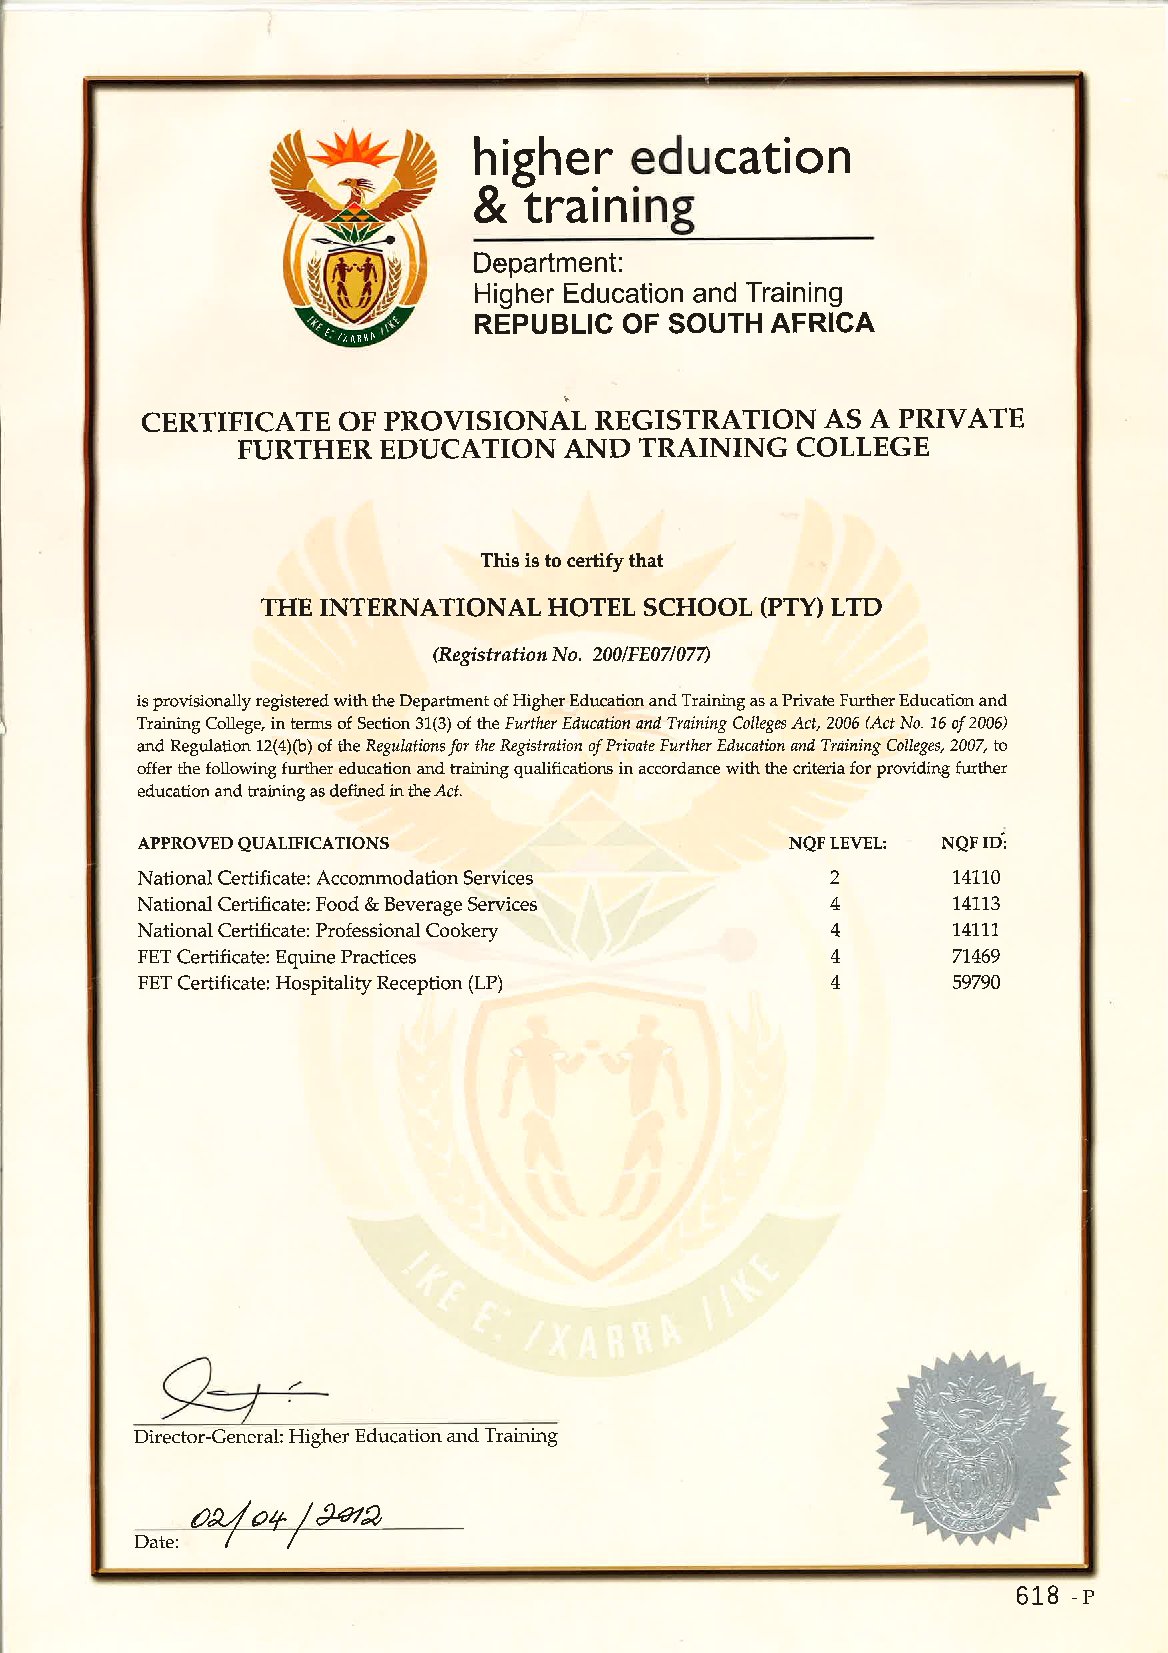 higher education
& training
Department:
Higher Education and Training
REPUBLIC OF SOUTH AFRICA
!KE E: /XARRA //KE
CERTIFICATE OF PROVISIONAL REGISTRATION AS A PRIVATE
FURTHER EDUCATION AND TRAINING COLLEGE
This is to certify that
THE INTERNATIONAL HOTEL SCHOOL (PTY) LTD
(Registration No. 200/FE07/077)
is provisionally registered with the Department of Higher Education and Training as a Private Further Education and
Training College, in terms of Section 31(3) of the Further Education and Training Colleges Act, 2006 (Act No. 16 of 2006)
and Regulation 12(4)(b) of the Regulations for the Registration of Private Further Education and Training Colleges, 2007, to
offer the following further education and training qualifications in accordance with the criteria for providing further
education and training as defined in the Act.
APPROVED QUALIFICATIONS NQF LEVEL: NQF ID:
National Certificate: Accommodation Services 2 14110
National Certificate: Food & Beverage Services 4 14113
National Certificate: Professional Cookery 4 14111
FET Certificate: Equine Practices 4 71469
FET Certificate: Hospitality Reception (LP) 4 59790
!KE E: /XARRA //KE
Director-General: Higher Education and Training
02/04/2012
Date:
618 - P